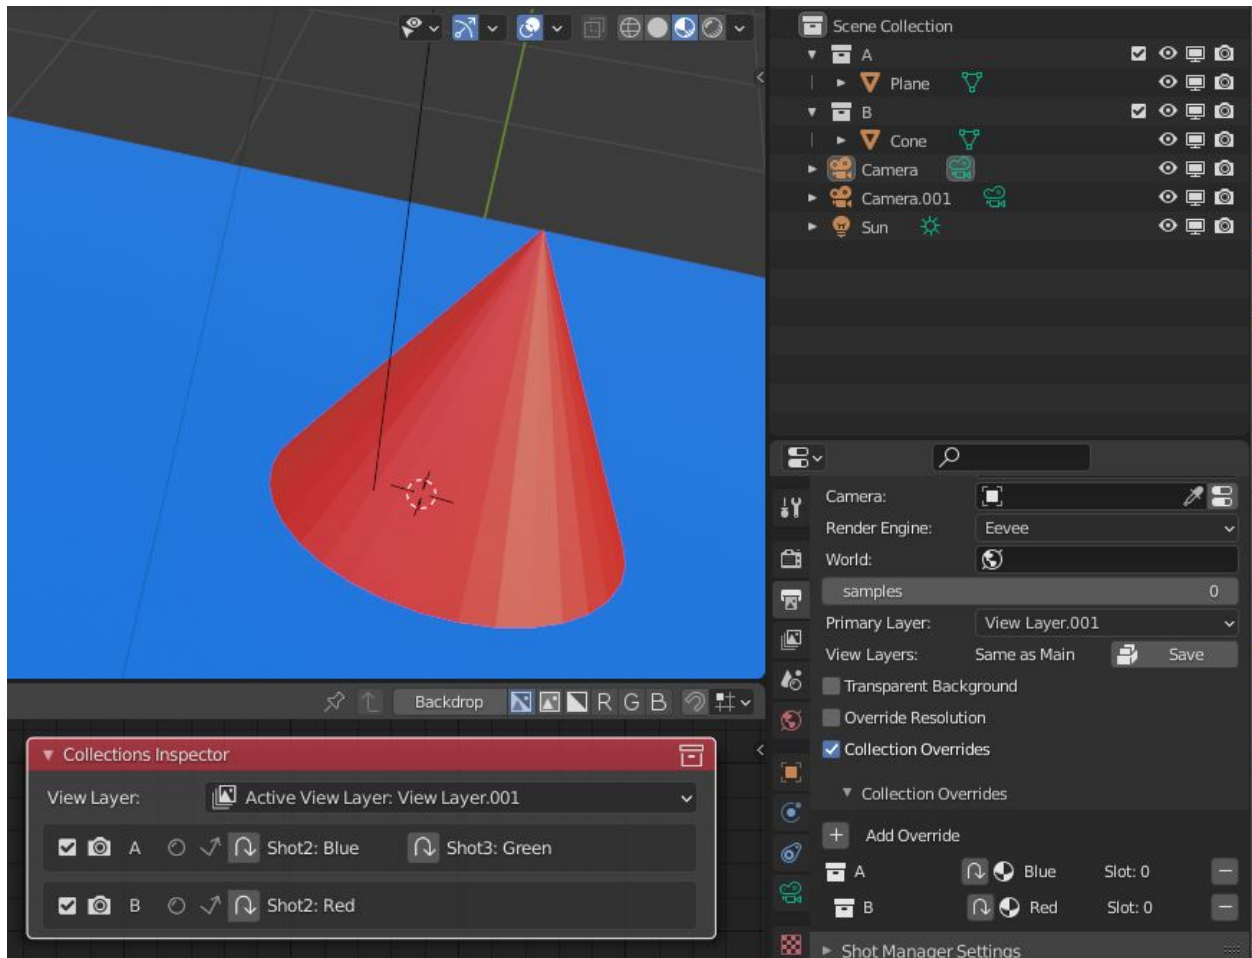 Scene Collection
A
Plane
B
Cone
Camera
Camera.001
Sun
Camera:
Render Engine: Eevee
World:
samples 0
Primary Layer: View Layer.001
View Layers: Same as Main Save
Transparent Background
Override Resolution
Collection Overrides
Collection Overrides
Add Override
A Blue Slot: 0
B Red Slot: 0
Shot Manager Settings
Backdrop R G B
Collections Inspector
View Layer: Active View Layer: View Layer.001
A Shot2: Blue Shot3: Green
B Shot2: Red